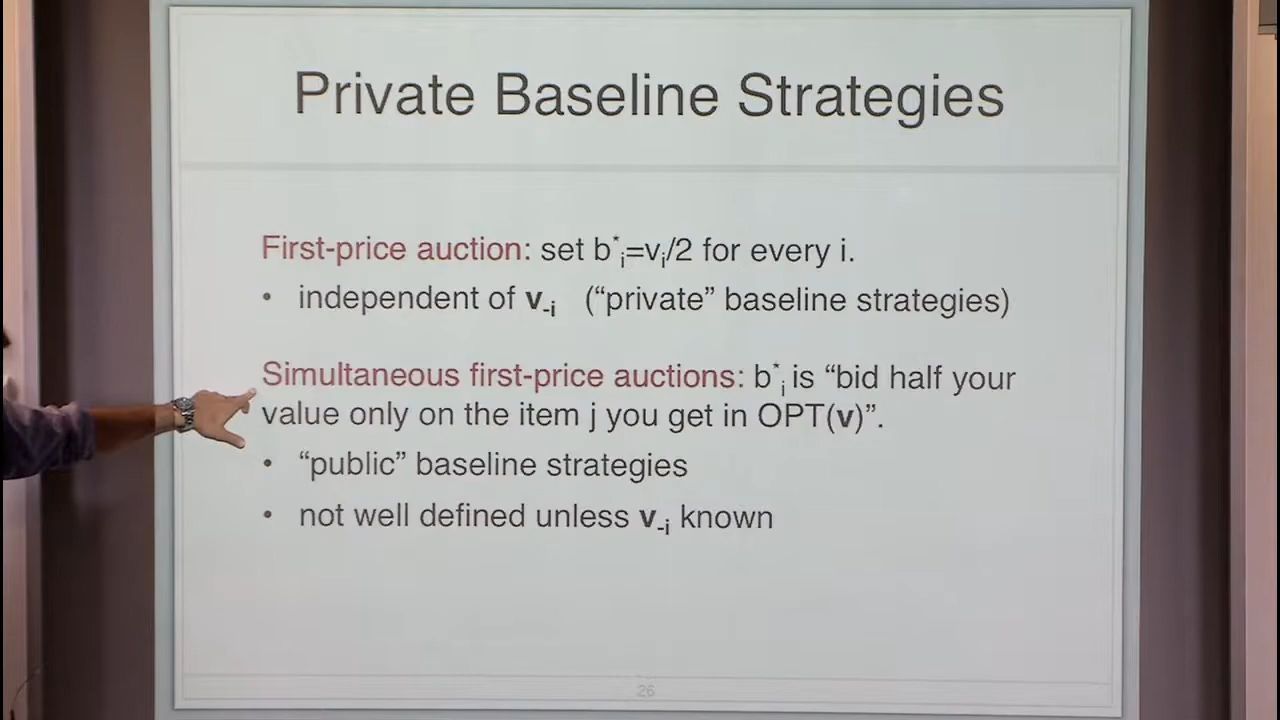 Private Baseline Strategies
First-price auction: set b*i=vi/2 for every i.
• independent of v-i (“private” baseline strategies)
Simultaneous first-price auctions: b*i is “bid half your
value only on the item j you get in OPT(v)”.
• “public” baseline strategies
• not well defined unless v-i known
26